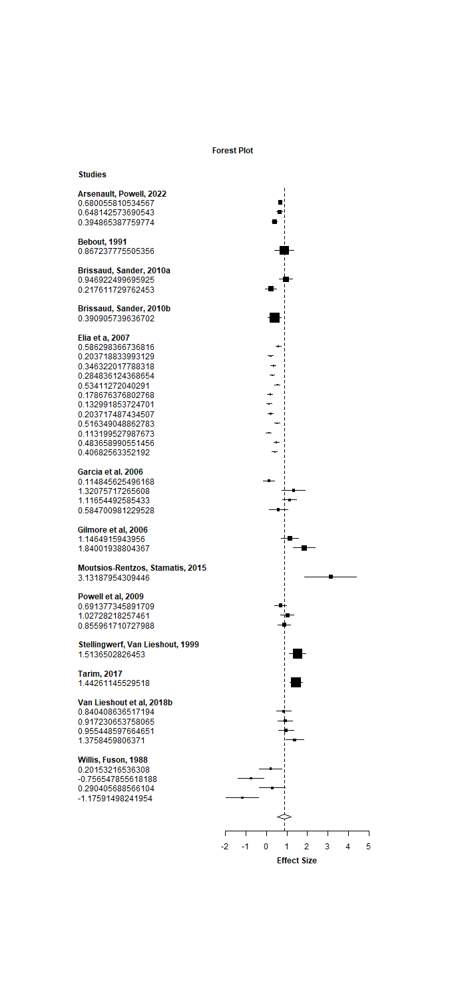 Forest Plot
Studies
Arsenault, Powell, 2022
0.680055810534567
0.648142573690543
0.394865387759774
Bebout, 1991
0.867237775505356
Brissaud, Sander, 2010a
0.946922499695925
0.217611729762453
Brissaud, Sander, 2010b
0.390905739636702
Elia et a, 2007
0.586298366736816
0.203718833993129
0.346322017788318
0.284836124368654
0.53411272040291
0.178676376802768
0.132991853724701
0.203717487434507
0.516349048862783
0.113199527987673
0.483658990551456
0.40682563352192
Garcia et al. 2006
0.114845625496168
1.32075717265608
1.11654492585433
0.584700981229528
Gilmore et al, 2006
1.1464915943956
1.84001938804367
Moutsios-Rentzos, Stamatis, 2015
3.13187954309446
Powell et al, 2009
0.691377345891709
1.02728218257461
0.855961710727988
Stellingwerf, Van Lieshout, 1999
1.5136502826453
Tarim, 2017
1.44261145529518
Van Lieshout et al, 2018b
0.840408636517194
0.917230653758065
0.955448597664651
1.3758459806371
Willis, Fuson, 1988
0.20153216536308
-0.756547855618188
0.290405688566104
-1.17591498241954
-2 -1 0 1 2 3 4 5
Effect Size